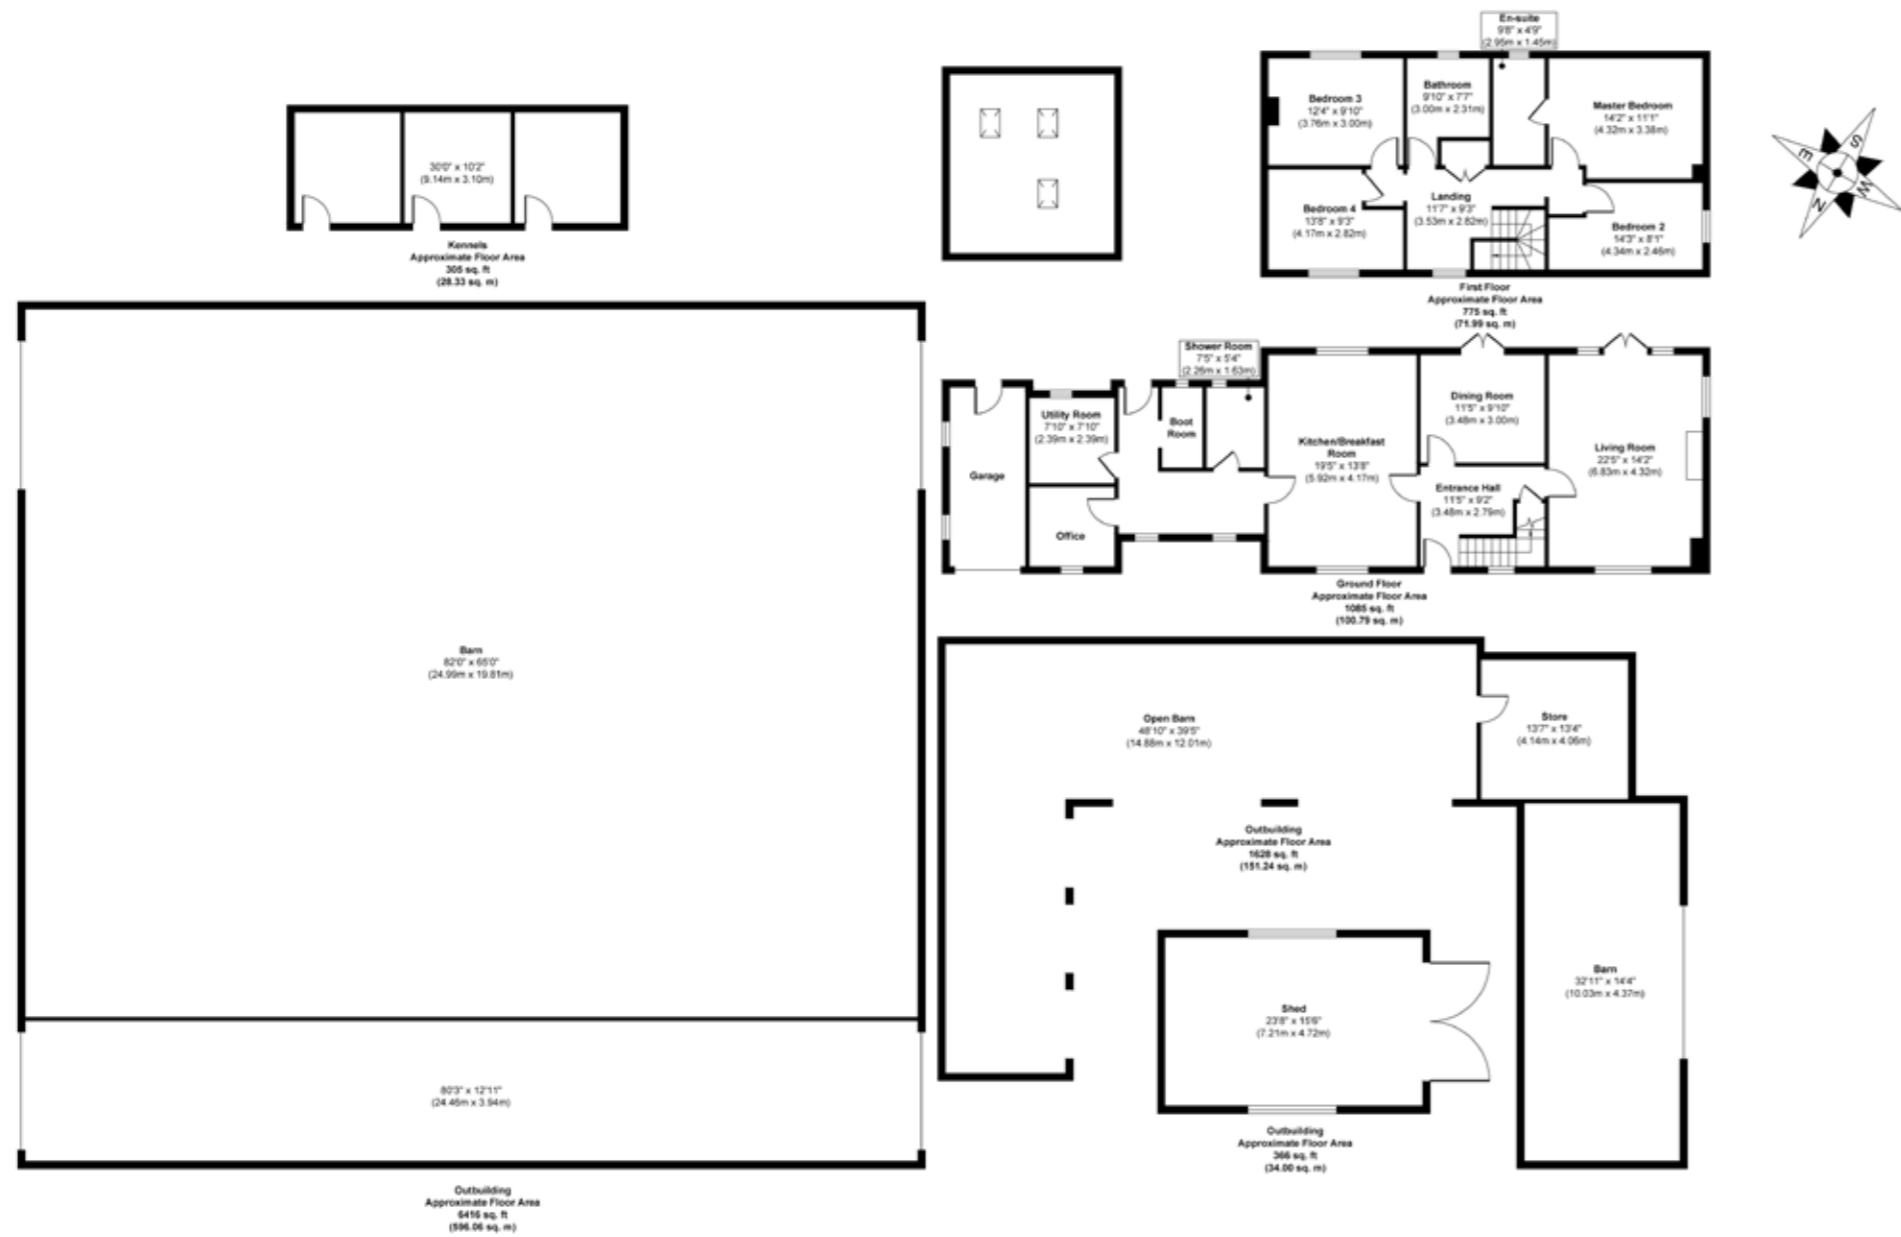 En-suite
9'8" x 4'9"
(2.95m x 1.45m)
Bedroom 3
12'4" x 9'10"
(3.76m x 3.00m)
Bathroom
9'10" x 7'7"
(3.00m x 2.31m)
Master Bedroom
14'2" x 11'1"
(4.32m x 3.38m)
S
E
W
N
30'0" x 10'2"
(9.14m x 3.10m)
Bedroom 4
13'8" x 9'3"
(4.17m x 2.82m)
Landing
11'7" x 9'3"
(3.53m x 2.82m)
Bedroom 2
14'3" x 8'1"
(4.34m x 2.46m)
Kennels
Approximate Floor Area
305 sq. ft
(28.33 sq. m)
First Floor
Approximate Floor Area
775 sq. ft
(71.99 sq. m)
Shower Room
7'5" x 5'4"
(2.26m x 1.63m)
Utility Room
7'10" x 7'10"
(2.39m x 2.39m)
Boot
Room
Dining Room
11'5" x 9'10"
(3.48m x 3.00m)
Kitchen/Breakfast
Room
19'5" x 13'8"
(5.92m x 4.17m)
Living Room
22'5" x 14'2"
(6.83m x 4.32m)
Garage
Entrance Hall
11'5" x 9'2"
(3.48m x 2.79m)
Office
Ground Floor
Approximate Floor Area
1085 sq. ft
(100.79 sq. m)
Barn
82'0" x 65'0"
(24.99m x 19.81m)
Open Barn
48'10" x 39'5"
(14.88m x 12.01m)
Store
13'7" x 13'4"
(4.14m x 4.06m)
Outbuilding
Approximate Floor Area
1628 sq. ft
(151.24 sq. m)
Barn
32'11" x 14'4"
(10.03m x 4.37m)
Shed
23'8" x 15'6"
(7.21m x 4.72m)
80'3" x 12'11"
(24.46m x 3.94m)
Outbuilding
Approximate Floor Area
366 sq. ft
(34.00 sq. m)
Outbuilding
Approximate Floor Area
6416 sq. ft
(596.06 sq. m)